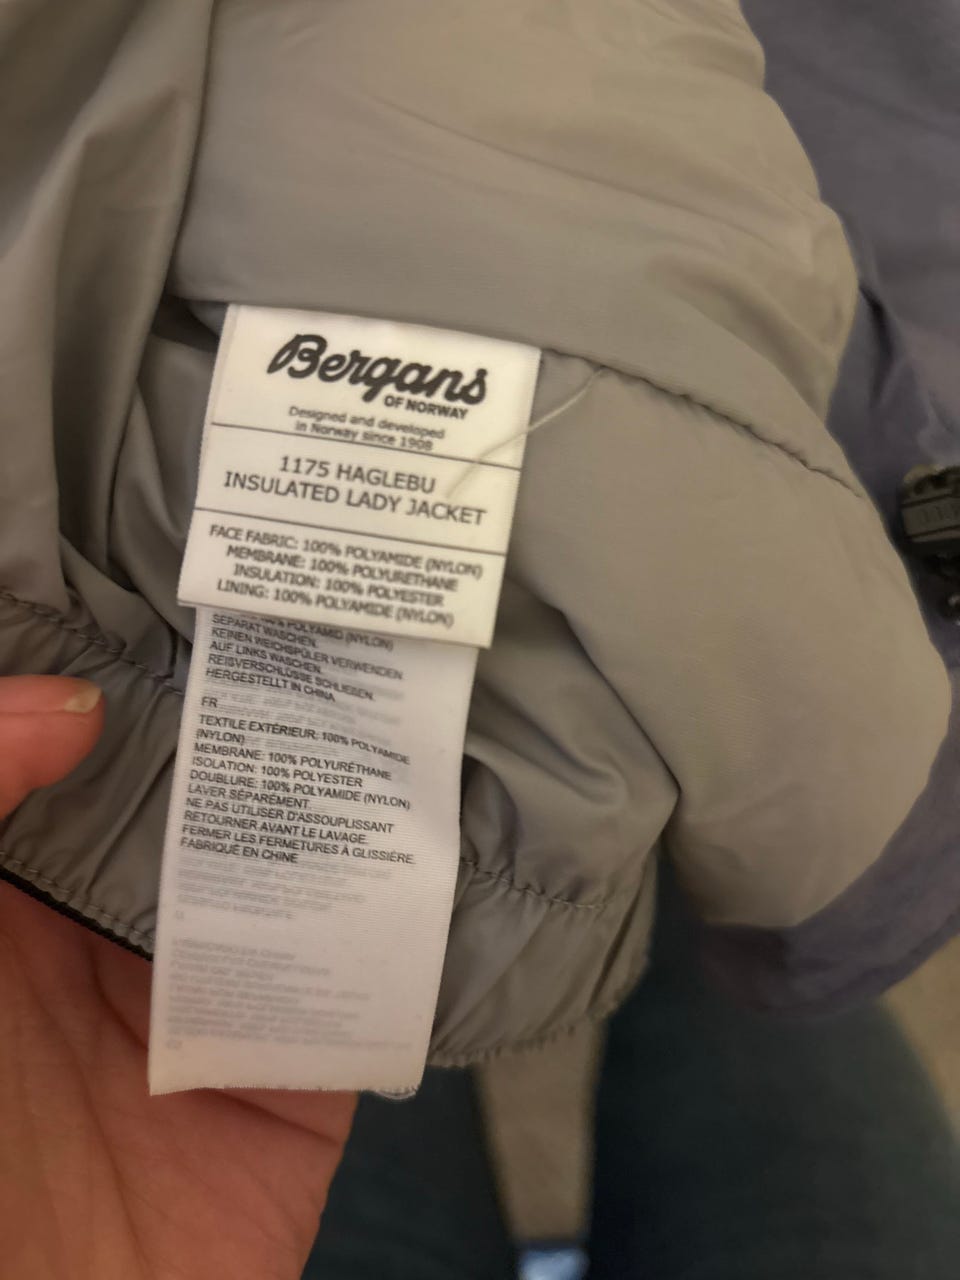 Bergans
OF NORWAY
Designed and developed
in Norway since 1908
1175 HAGLEBU
INSULATED LADY JACKET
FACE FABRIC: 100% POLYAMIDE (NYLON)
MEMBRANE: 100% POLYURETHANE
INSULATION: 100% POLYESTER
LINING: 100% POLYAMIDE (NYLON)
100% POLYAMID (NYLON)
SEPARAT WASCHEN.
KEINEN WEICHSPÜLER VERWENDEN
AUF LINKS WASCHEN.
REISVERSCHLÜSSE SCHLIEßEN.
HERGESTELLT IN CHINA
FR
TEXTILE EXTÉRIEUR: 100% POLYAMIDE
(NYLON)
MEMBRANE: 100% POLYURÉTHANE
ISOLATION: 100% POLYESTER
DOUBLURE: 100% POLYAMIDE (NYLON)
LAVER SÉPARÉMENT.
NE PAS UTILISER D'ASSOUPLISSANT
RETOURNER AVANT LE LAVAGE.
FERMER LES FERMETURES À GLISSIÈRE.
FABRIQUÉ EN CHINE